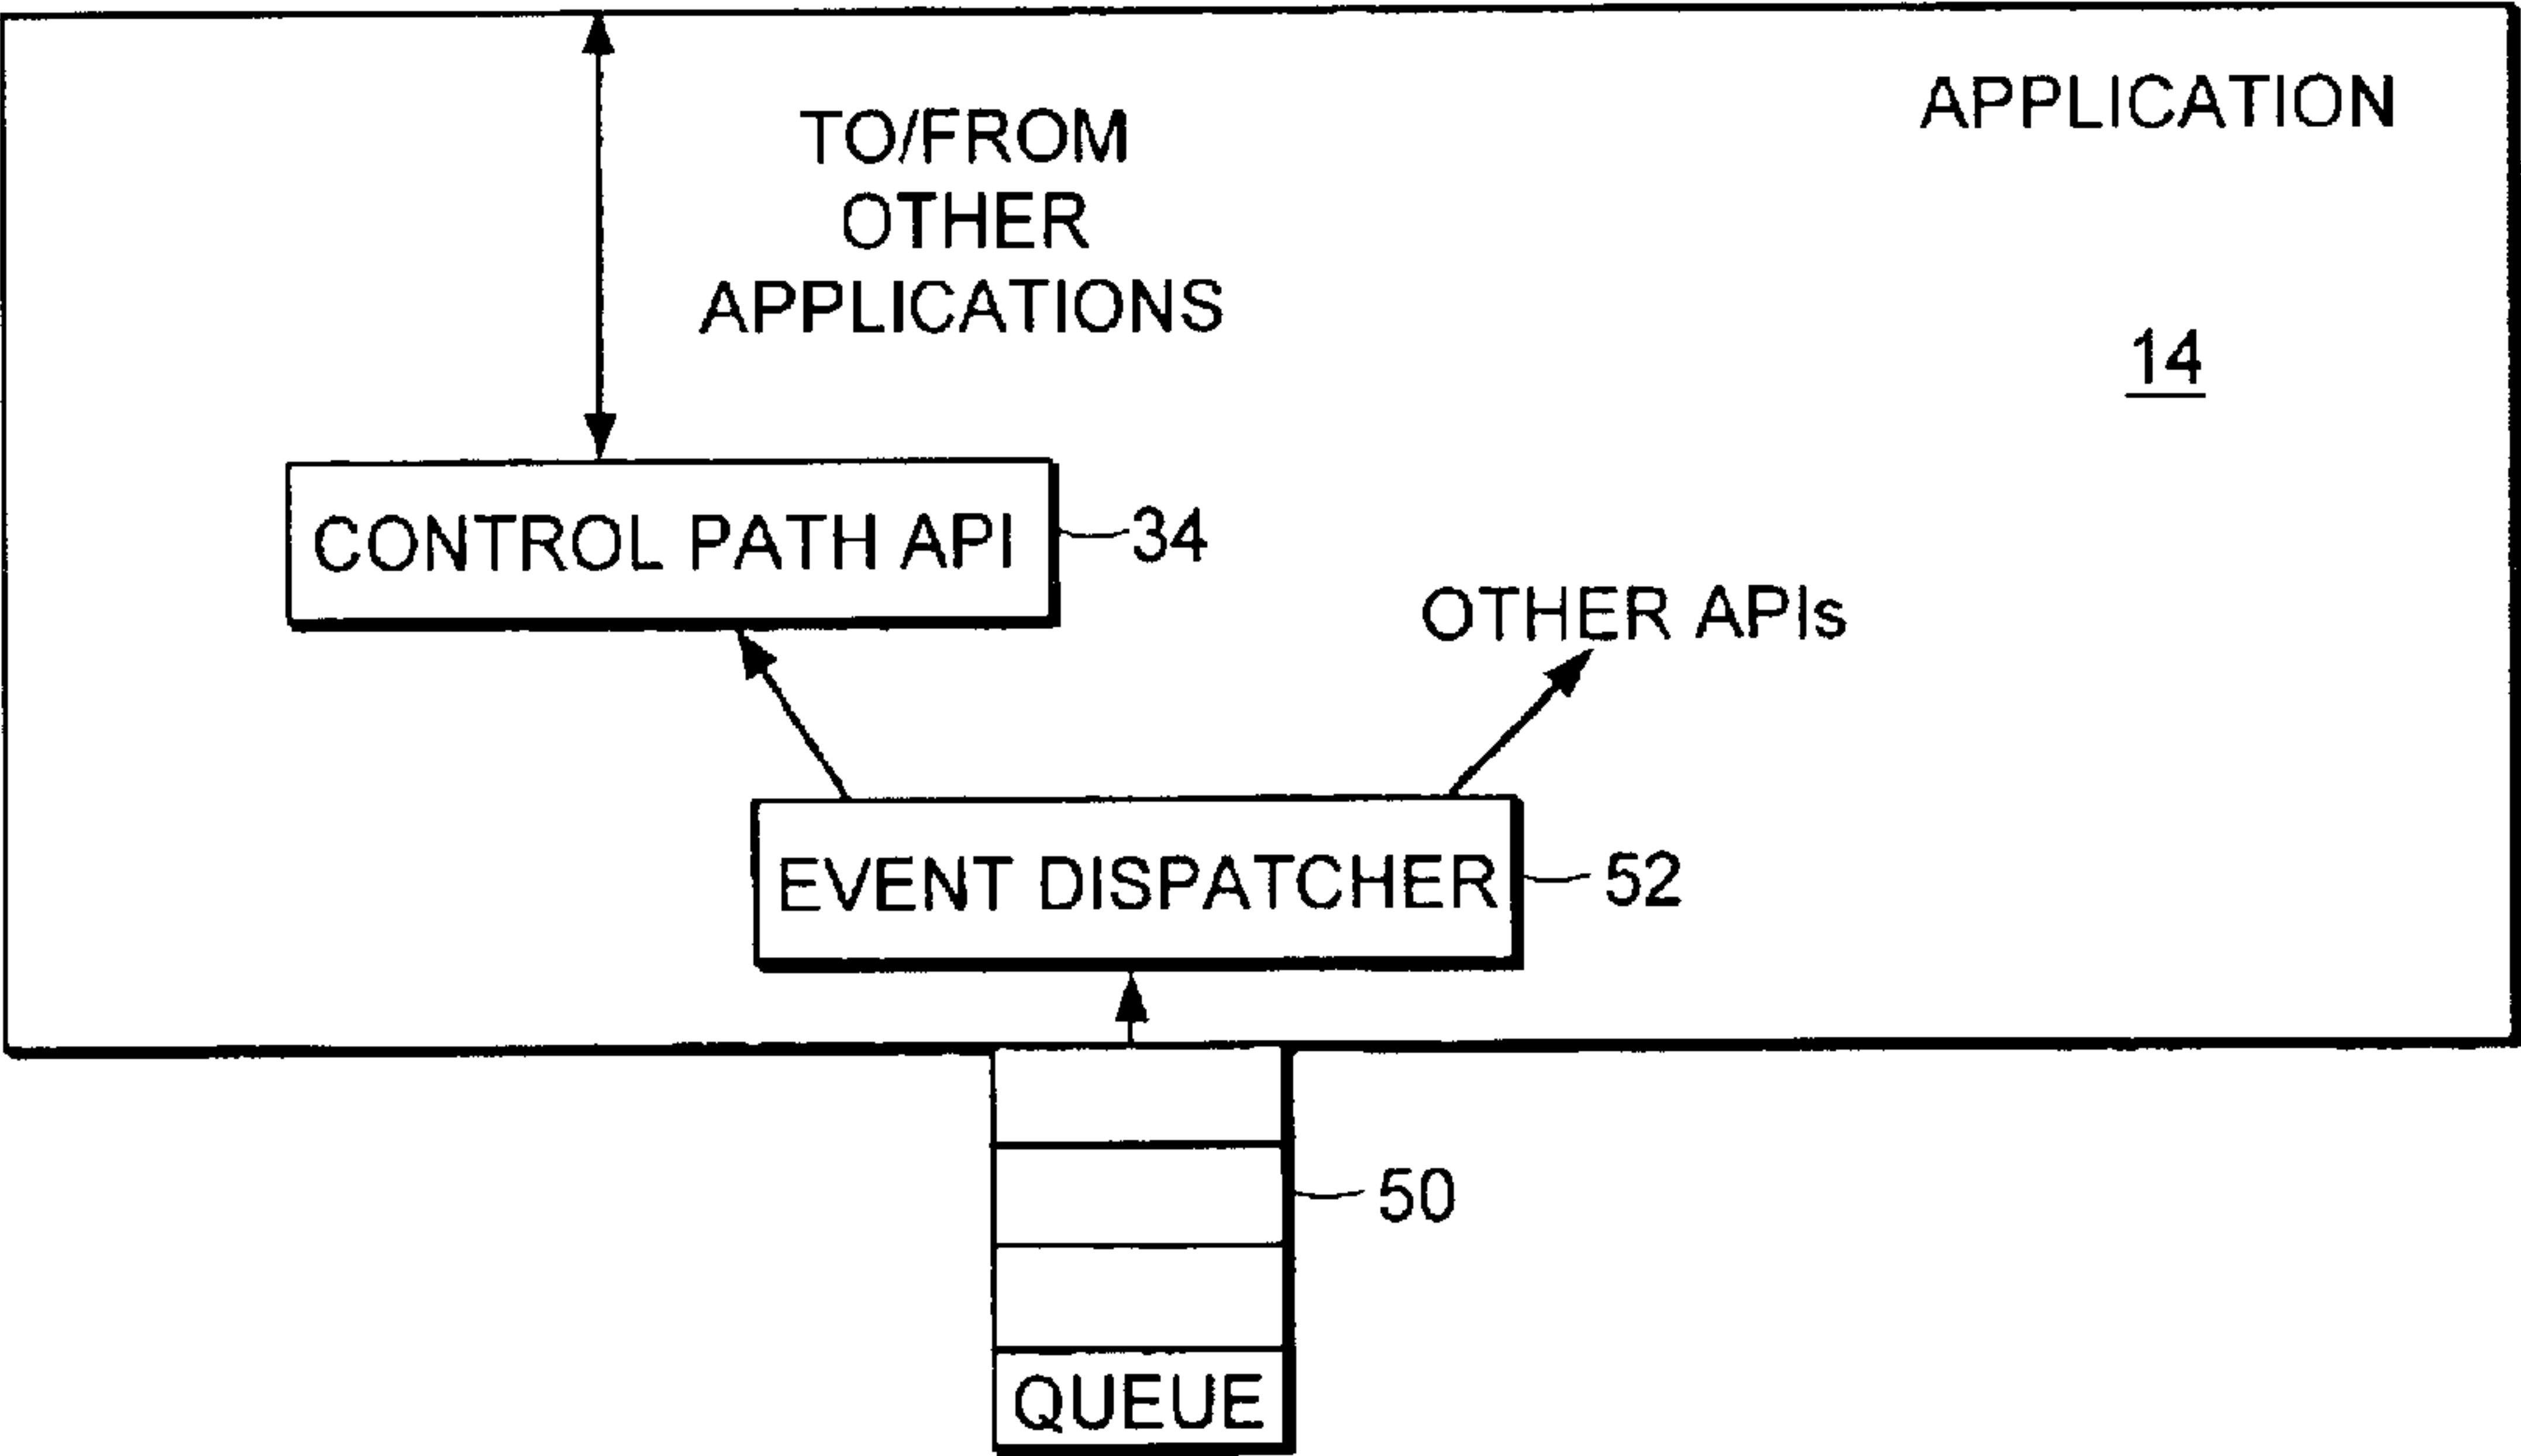 APPLICATION
TO/FROM
OTHER
APPLICATIONS
14
CONTROL PATH API
34
OTHER APIs
EVENT DISPATCHER
52
50
QUEUE